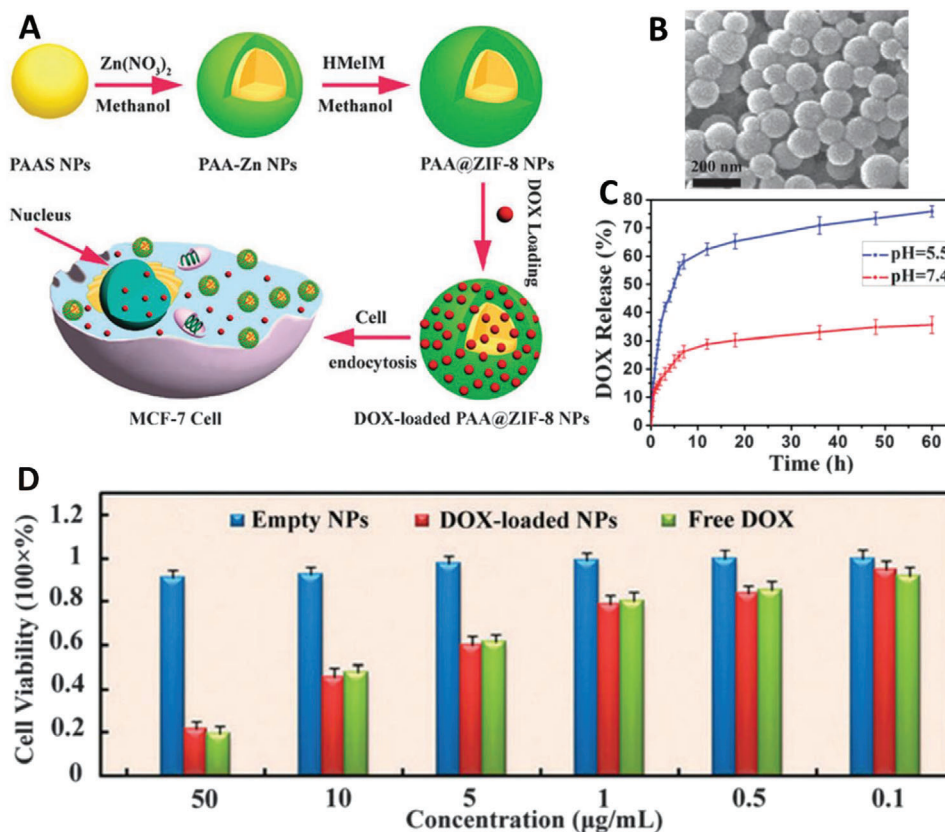 A
Zn(NO₃)₂
Methanol
HMeIM
Methanol
PAAS NPs
PAA-Zn NPs
PAA@ZIF-8 NPs
Nucleus
DOX Loading
Cell
endocytosis
MCF-7 Cell
DOX-loaded PAA@ZIF-8 NPs
B
200 nm
C
DOX Release (%)
80
70
60
50
40
30
20
10
0
pH=5.5
pH=7.4
0 10 20 30 40 50 60
Time (h)
D
Cell Viability (100×%)
1.2
1
0.8
0.6
0.4
0.2
0
Empty NPs DOX-loaded NPs Free DOX
50 10 5 1 0.5 0.1
Concentration (μg/mL)